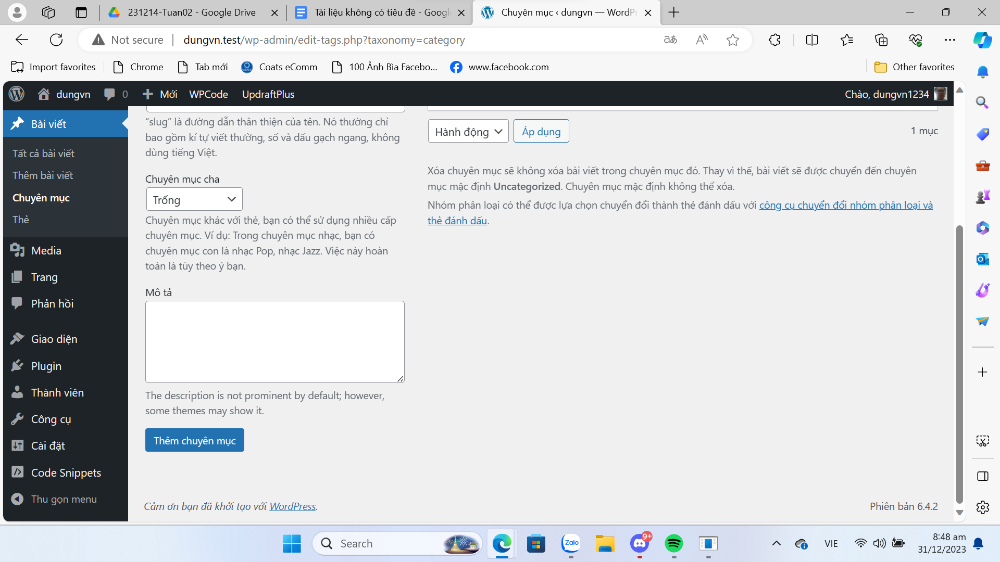 231214-Tuan02 - Google Drive
Tài liệu không có tiêu đề - Googl
Chuyên mục ‹ dungvn — WordPr
Not secure
dungvn.test/wp-admin/edit-tags.php?taxonomy=category
Import favorites
Chrome
Tab mới
Coats eComm
100 Ảnh Bìa Facebo...
www.facebook.com
Other favorites
dungvn
0
Mới
WPCode
UpdraftPlus
Chào, dungvn1234
Bài viết
Tất cả bài viết
Thêm bài viết
Chuyên mục
Thẻ
Media
Trang
Phản hồi
Giao diện
Plugin
Thành viên
Công cụ
Cài đặt
Code Snippets
Thu gọn menu
“slug” là đường dẫn thân thiện của tên. Nó thường chỉ
bao gồm kí tự viết thường, số và dấu gạch ngang, không
dùng tiếng Việt.
Chuyên mục cha
Trống
Chuyên mục khác với thẻ, bạn có thể sử dụng nhiều cấp
chuyên mục. Ví dụ: Trong chuyên mục nhạc, bạn có
chuyên mục con là nhạc Pop, nhạc Jazz. Việc này hoàn
toàn là tùy theo ý bạn.
Mô tả
The description is not prominent by default; however,
some themes may show it.
Thêm chuyên mục
Hành động
Áp dụng
1 mục
Xóa chuyên mục sẽ không xóa bài viết trong chuyên mục đó. Thay vì thế, bài viết sẽ được chuyển đến chuyên
mục mặc định Uncategorized. Chuyên mục mặc định không thể xóa.
Nhóm phân loại có thể được lựa chọn chuyển đổi thành thẻ đánh dấu với công cụ chuyển đổi nhóm phân loại và
thẻ đánh dấu.
Cảm ơn bạn đã khởi tạo với WordPress.
Phiên bản 6.4.2
Search
Zalo
9+
VIE
8:48 am
31/12/2023